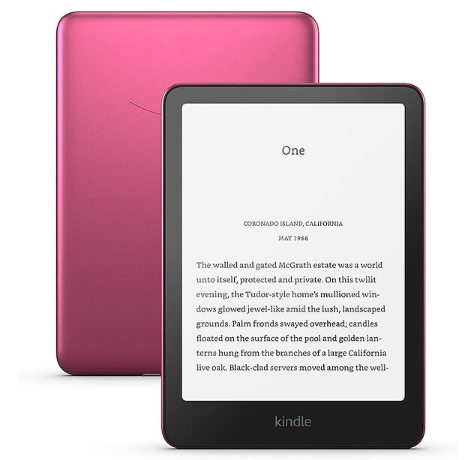 One
CORONADO ISLAND, CALIFORNIA
MAY 1966
The walled and gated McGrath estate was a world
unto itself, protected and private. On this twilit
evening, the Tudor-style home's mullioned win-
dows glowed jewel-like amid the lush, landscaped
grounds. Palm fronds swayed overhead; candles
floated on the surface of the pool and golden lan-
terns hung from the branches of a large California
live oak. Black-clad servers moved among the well-
kindle